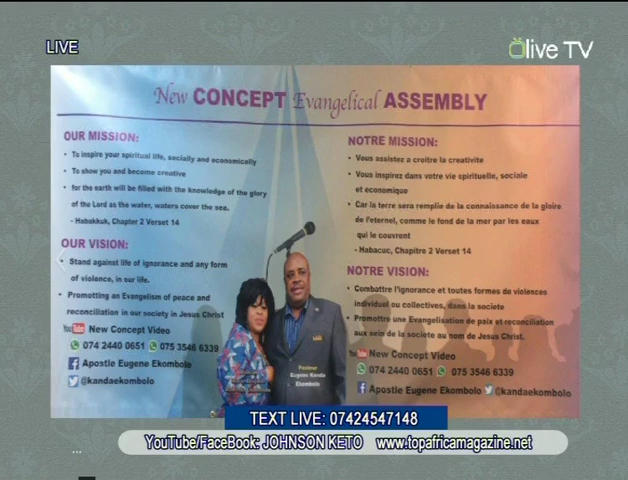 LIVE
Olive TV
New CONCEPT Evangelical ASSEMBLY
OUR MISSION:
• To inspire your spiritual life, socially and economically
• To show you and become creative
• for the earth will be filled with the knowledge of the glory
of the Lord as the water, waters cover the sea.
- Habakkuk, Chapter 2 Verset 14
OUR VISION:
• Stand against life of ignorance and any form
of violence, in our life.
• Promoting an Evangelism of peace and
reconciliation in our society in Jesus Christ
YouTube New Concept Video
074 2440 0651 075 3546 6339
Apostle Eugene Ekombolo
@kandaekombolo
NOTRE MISSION:
• Vous assistez a croitre la creativite
• Vous inspirez dans votre vie spirituelle, sociale
et economique
• Car la terre sera remplie de la connaissance de la gloire
de l'eternel, comme le fond de la mer par les eaux
qui le couvrent
- Habacuc, Chapitre 2 Verset 14
NOTRE VISION:
• Combattre l'ignorance et toutes formes de violences
individuel ou collectives, dans la societe
• Promottre une Evangelisation de paix et reconciliation
au sein de la societe au nom de Jesus Christ.
YouTube New Concept Video
074 2440 0651 075 3546 6339
Apostle Eugene Ekombolo @kandaekombolo
Pasteur
Eugene Kanda
Ekombolo
TEXT LIVE: 07424547148
YouTube/FaceBook: JOHNSON KETO www.topafricamagazine.net
...